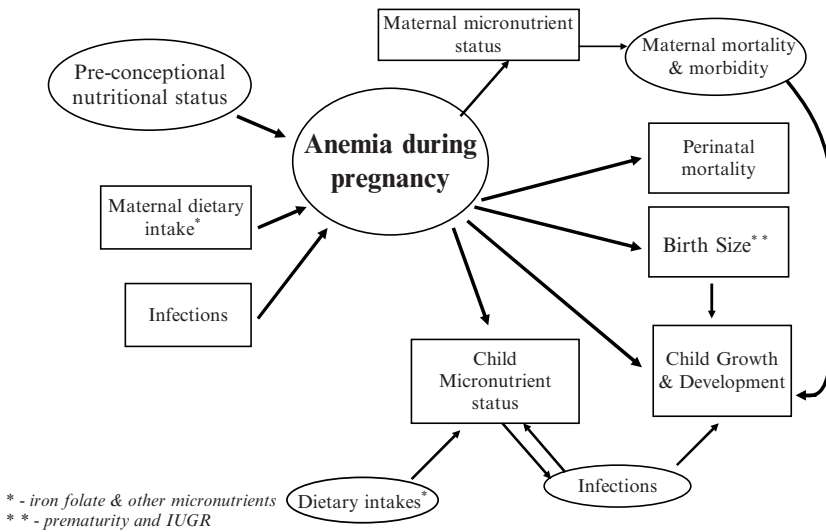 Maternal micronutrient
status
Maternal mortality
& morbidity
Pre-conceptional
nutritional status
Anemia during
pregnancy
Perinatal
mortality
Maternal dietary
intake*
Birth Size**
Infections
Child
Micronutrient
status
Child Growth
& Development
Dietary intakes*
Infections
* - iron folate & other micronutrients
* * - prematurity and IUGR